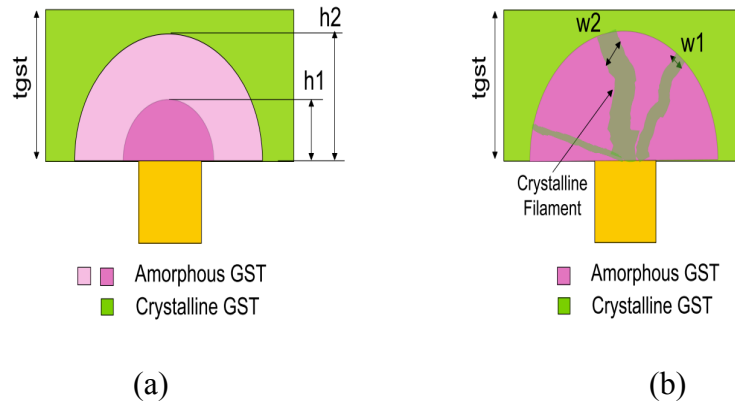 tgst
h1
h2
Amorphous GST
Crystalline GST
(a)
tgst
w2
w1
Crystalline
Filament
Amorphous GST
Crystalline GST
(b)